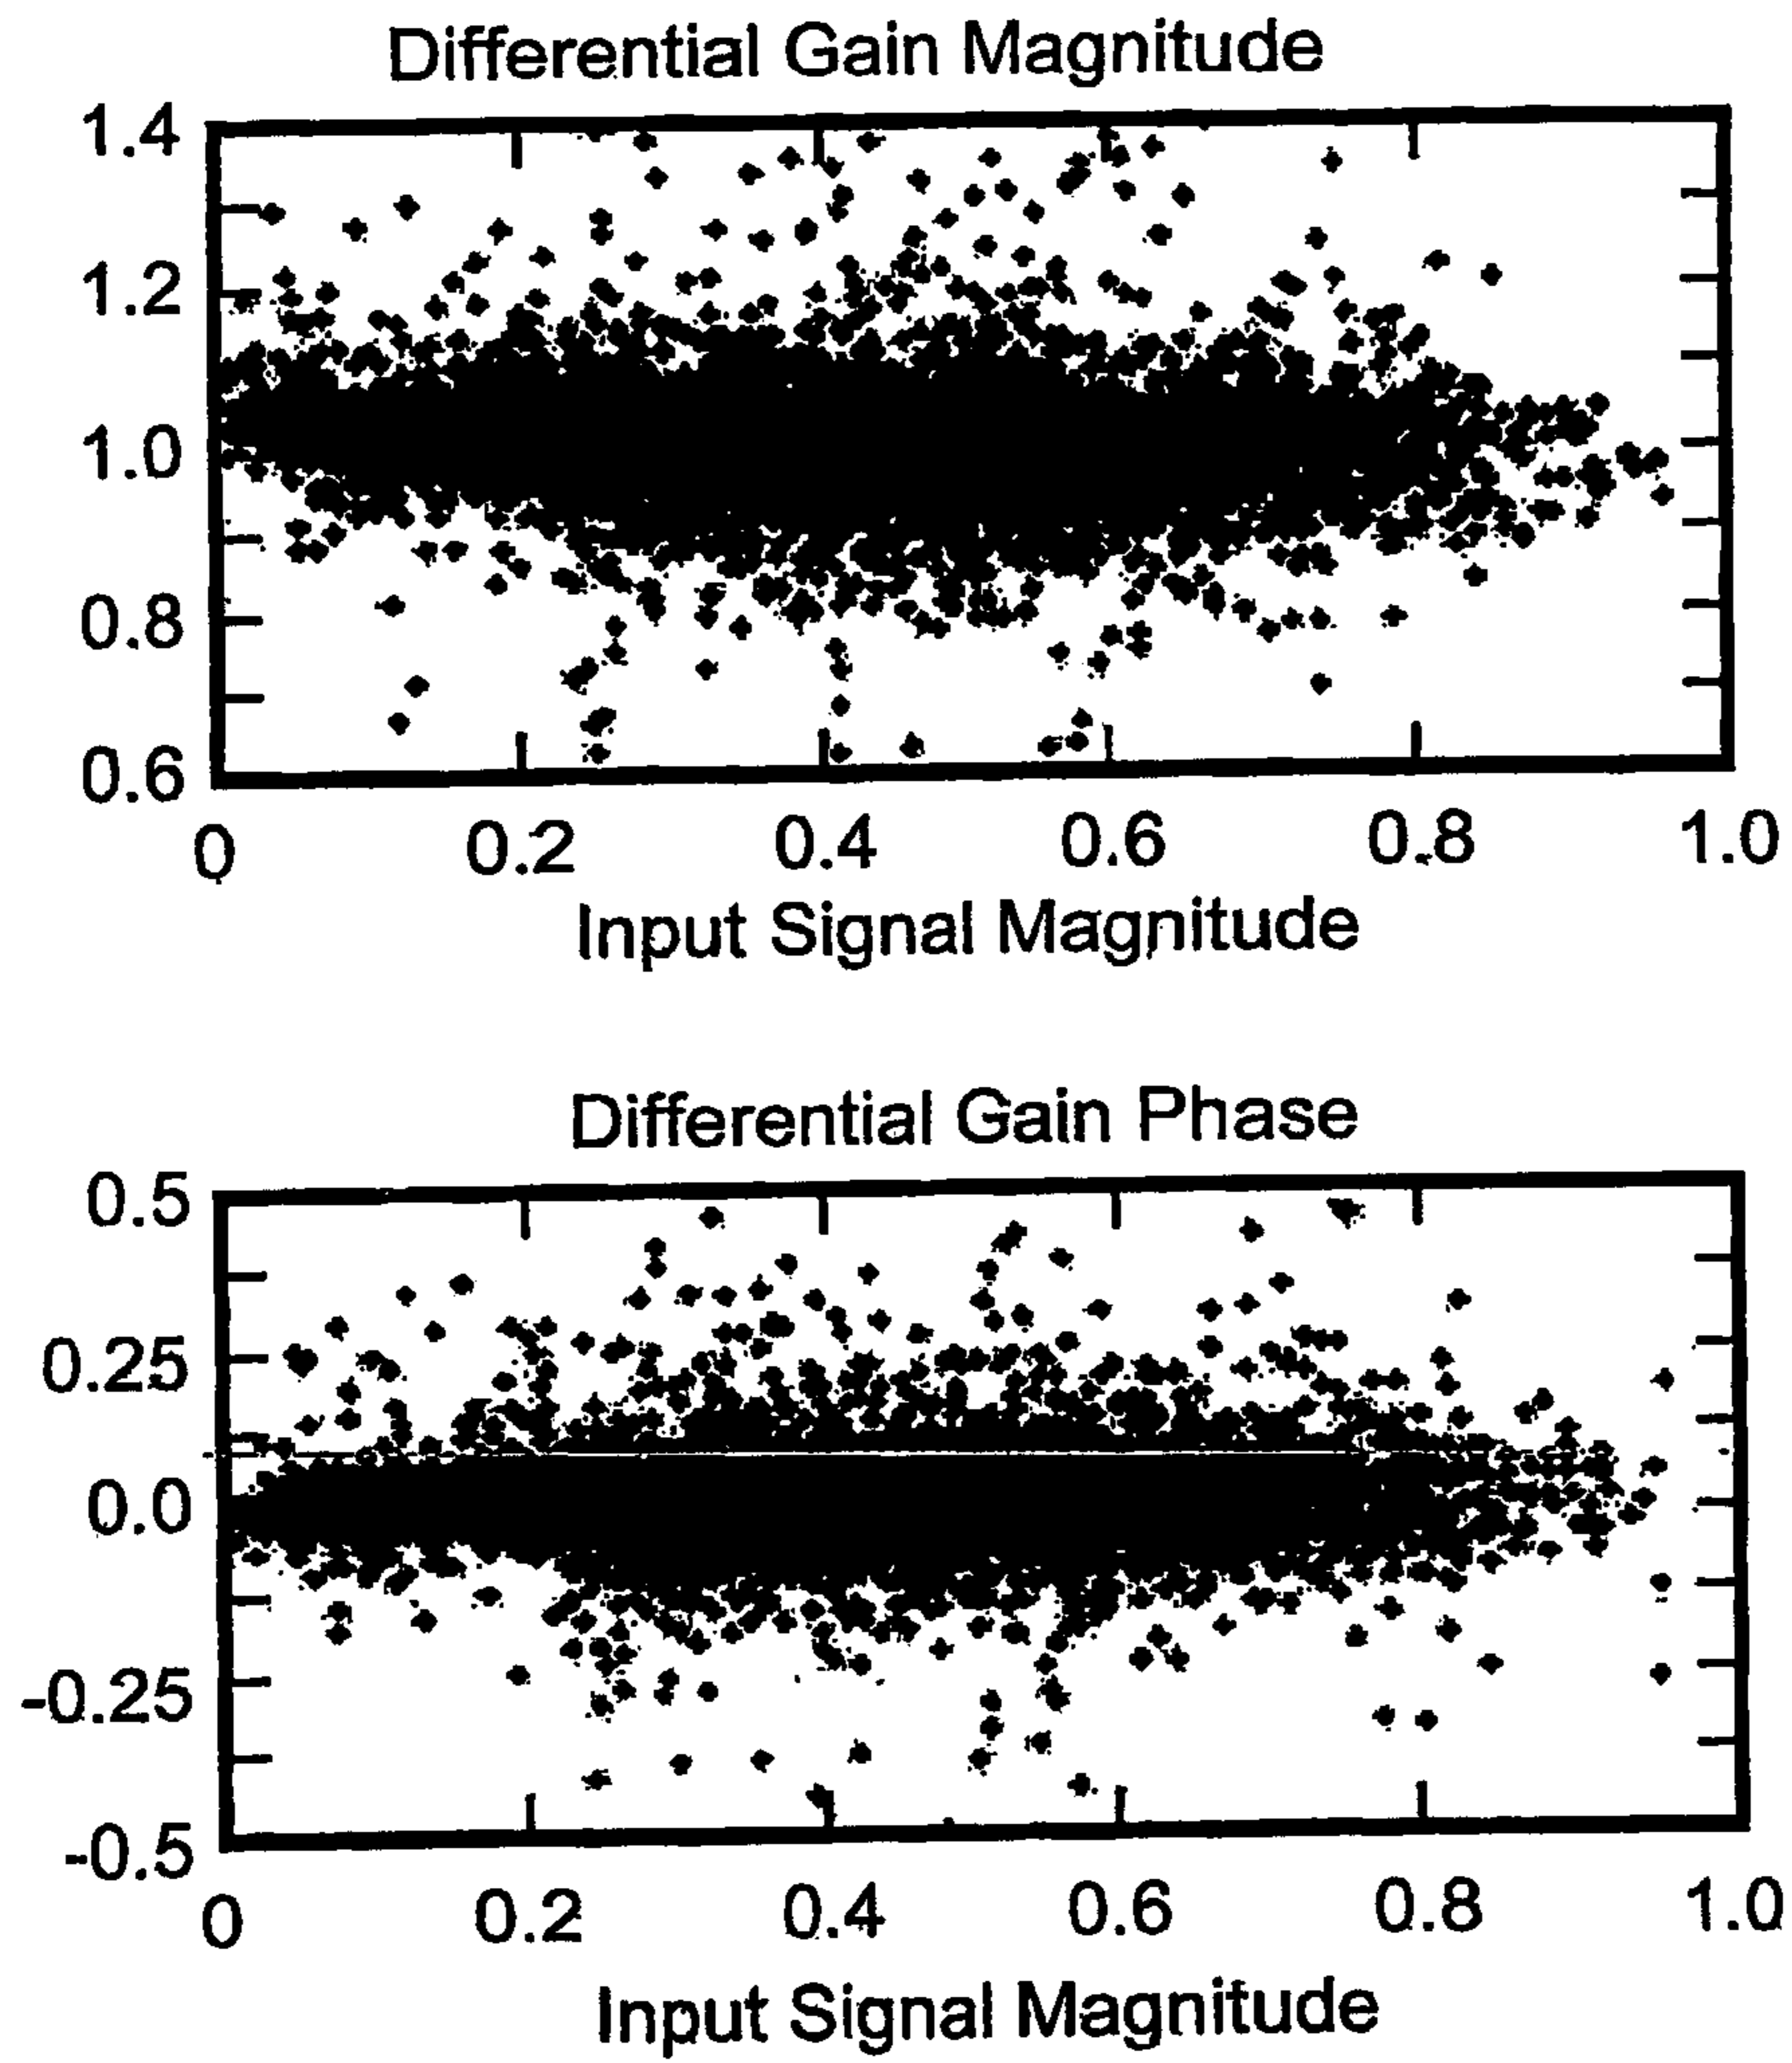 Differential Gain Magnitude
1.4
1.2
1.0
0.8
0.6
0 0.2 0.4 0.6 0.8 1.0
Input Signal Magnitude
Differential Gain Phase
0.5
0.25
0.0
-0.25
-0.5
0 0.2 0.4 0.6 0.8 1.0
Input Signal Magnitude